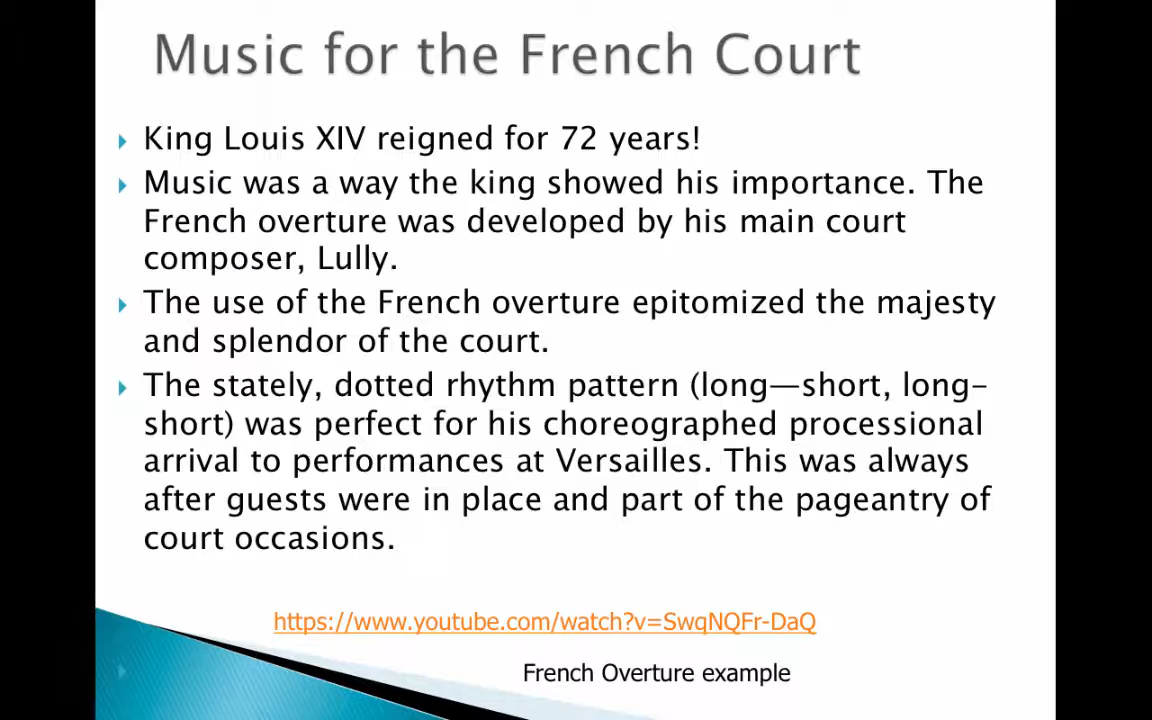 Music for the French Court
King Louis XIV reigned for 72 years!
Music was a way the king showed his importance. The
French overture was developed by his main court
composer, Lully.
The use of the French overture epitomized the majesty
and splendor of the court.
The stately, dotted rhythm pattern (long—short, long-
short) was perfect for his choreographed processional
arrival to performances at Versailles. This was always
after guests were in place and part of the pageantry of
court occasions.
https://www.youtube.com/watch?v=SwqNQFr-DaQ
French Overture example